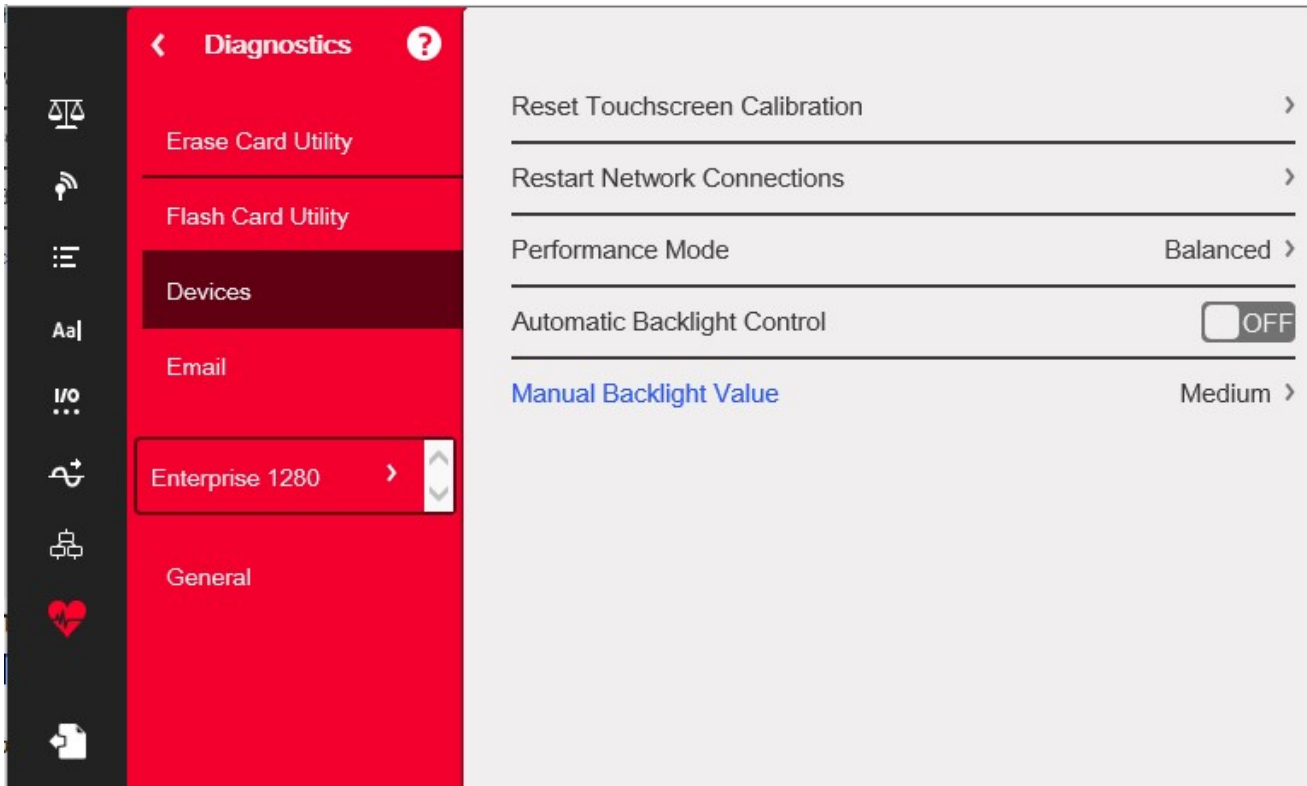 Diagnostics ?
Erase Card Utility
Flash Card Utility
Devices
Email
Enterprise 1280
General
Aa|
I/O
Reset Touchscreen Calibration
Restart Network Connections
Performance Mode Balanced
Automatic Backlight Control OFF
Manual Backlight Value Medium